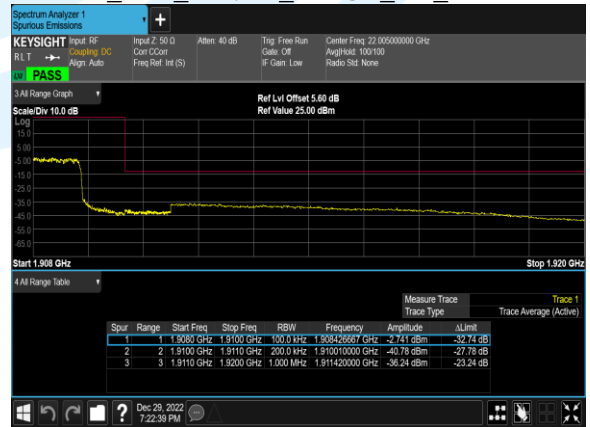 Spectrum Analyzer 1
Spurious Emissions
KEYSIGHT Input: RF Input Z: 50 Ω Atten: 40 dB Trig: Free Run Center Freq: 22.005000000 GHz
RLT Coupling: DC Corr CCorr Gate: Off Avg|Hold: 100/100
Align: Auto Freq Ref: Int (S) IF Gain: Low Radio Std: None
LM PASS
3 All Range Graph
Ref Lvl Offset 5.60 dB
Scale/Div 10.0 dB Ref Value 25.00 dBm
Log
15.0
5.00
-5.00
-15.0
-25.0
-35.0
-45.0
-55.0
-65.0
Start 1.908 GHz Stop 1.920 GHz
4 All Range Table
Measure Trace Trace 1
Trace Type Trace Average (Active)
Spur Range Start Freq Stop Freq RBW Frequency Amplitude ΔLimit
1 1 1.9080 GHz 1.9100 GHz 100.0 kHz 1.908426667 GHz -2.741 dBm -32.74 dB
2 2 1.9100 GHz 1.9110 GHz 200.0 kHz 1.910010000 GHz -40.78 dBm -27.78 dB
3 3 1.9110 GHz 1.9200 GHz 1.000 MHz 1.911420000 GHz -36.24 dBm -23.24 dB
Dec 29, 2022
7:22:39 PM